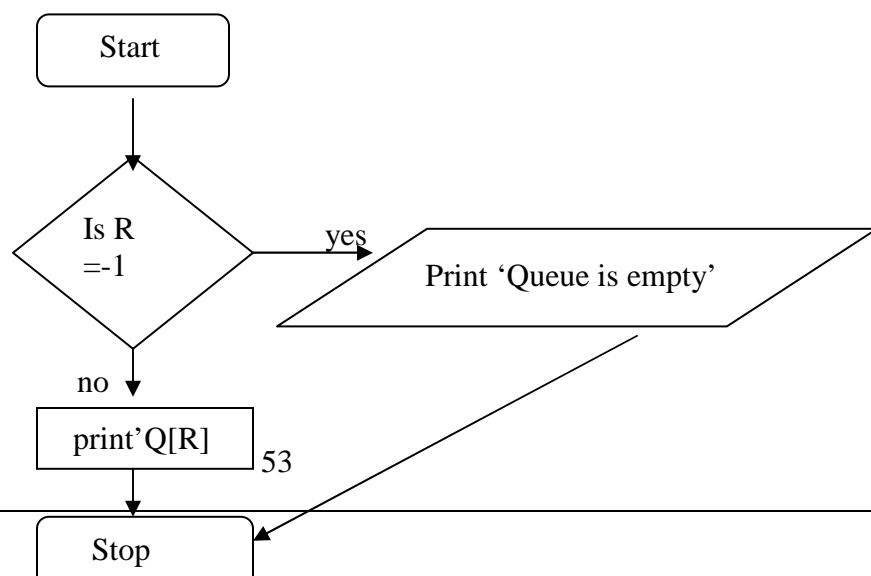 Start
Is R
=-1
yes
Print ‘Queue is empty’
no
print’Q[R]
53
Stop